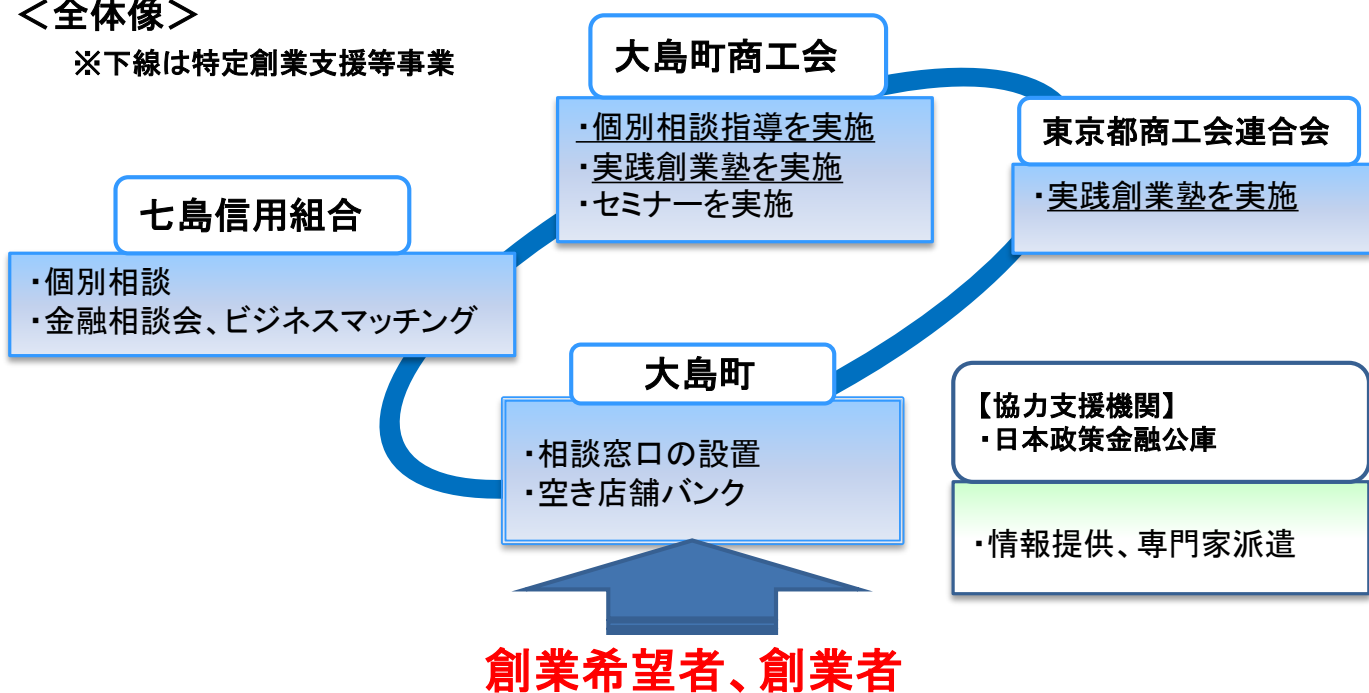 ＜全体像＞
※下線は特定創業支援等事業
大島町商工会
・個別相談指導を実施
・実践創業塾を実施
・セミナーを実施
東京都商工会連合会
・実践創業塾を実施
七島信用組合
・個別相談
・金融相談会、ビジネスマッチング
大島町
・相談窓口の設置
・空き店舗バンク
【協力支援機関】
・日本政策金融公庫
・情報提供、専門家派遣
創業希望者、創業者